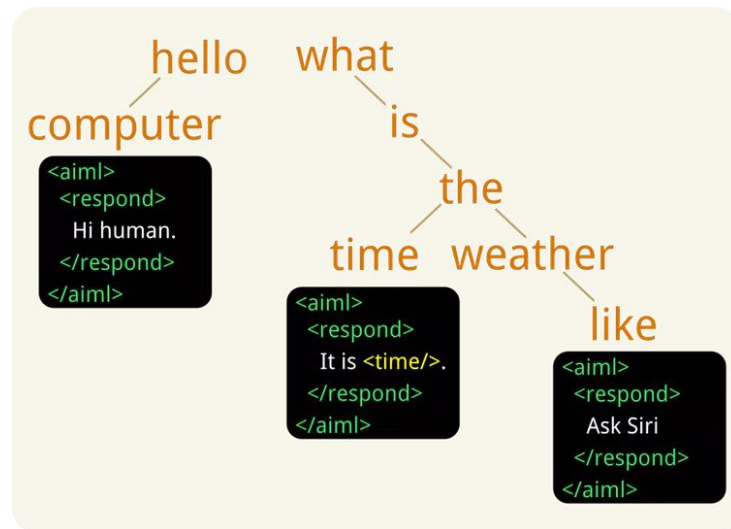 hello what
computer
is
the
time weather
like
<aiml>
<respond>
Hi human.
</respond>
</aiml>
<aiml>
<respond>
It is <time/>.
</respond>
</aiml>
<aiml>
<respond>
Ask Siri
</respond>
</aiml>